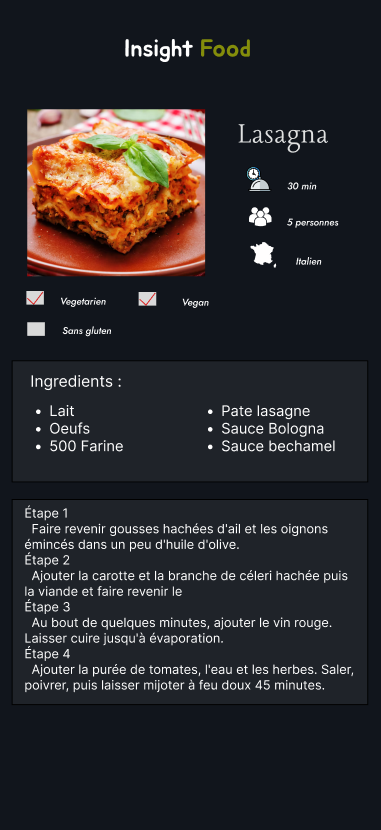 Insight Food
Lasagna
30 min
5 personnes
Italien
Vegetarien
Vegan
Sans gluten
Ingredients :
• Lait
• Oeufs
• 500 Farine
• Pate lasagne
• Sauce Bologna
• Sauce bechamel
Étape 1
Faire revenir gousses hachées d'ail et les oignons
émincés dans un peu d'huile d'olive.
Étape 2
Ajouter la carotte et la branche de céleri hachée puis
la viande et faire revenir le
Étape 3
Au bout de quelques minutes, ajouter le vin rouge.
Laisser cuire jusqu'à évaporation.
Étape 4
Ajouter la purée de tomates, l'eau et les herbes. Saler,
poivrer, puis laisser mijoter à feu doux 45 minutes.